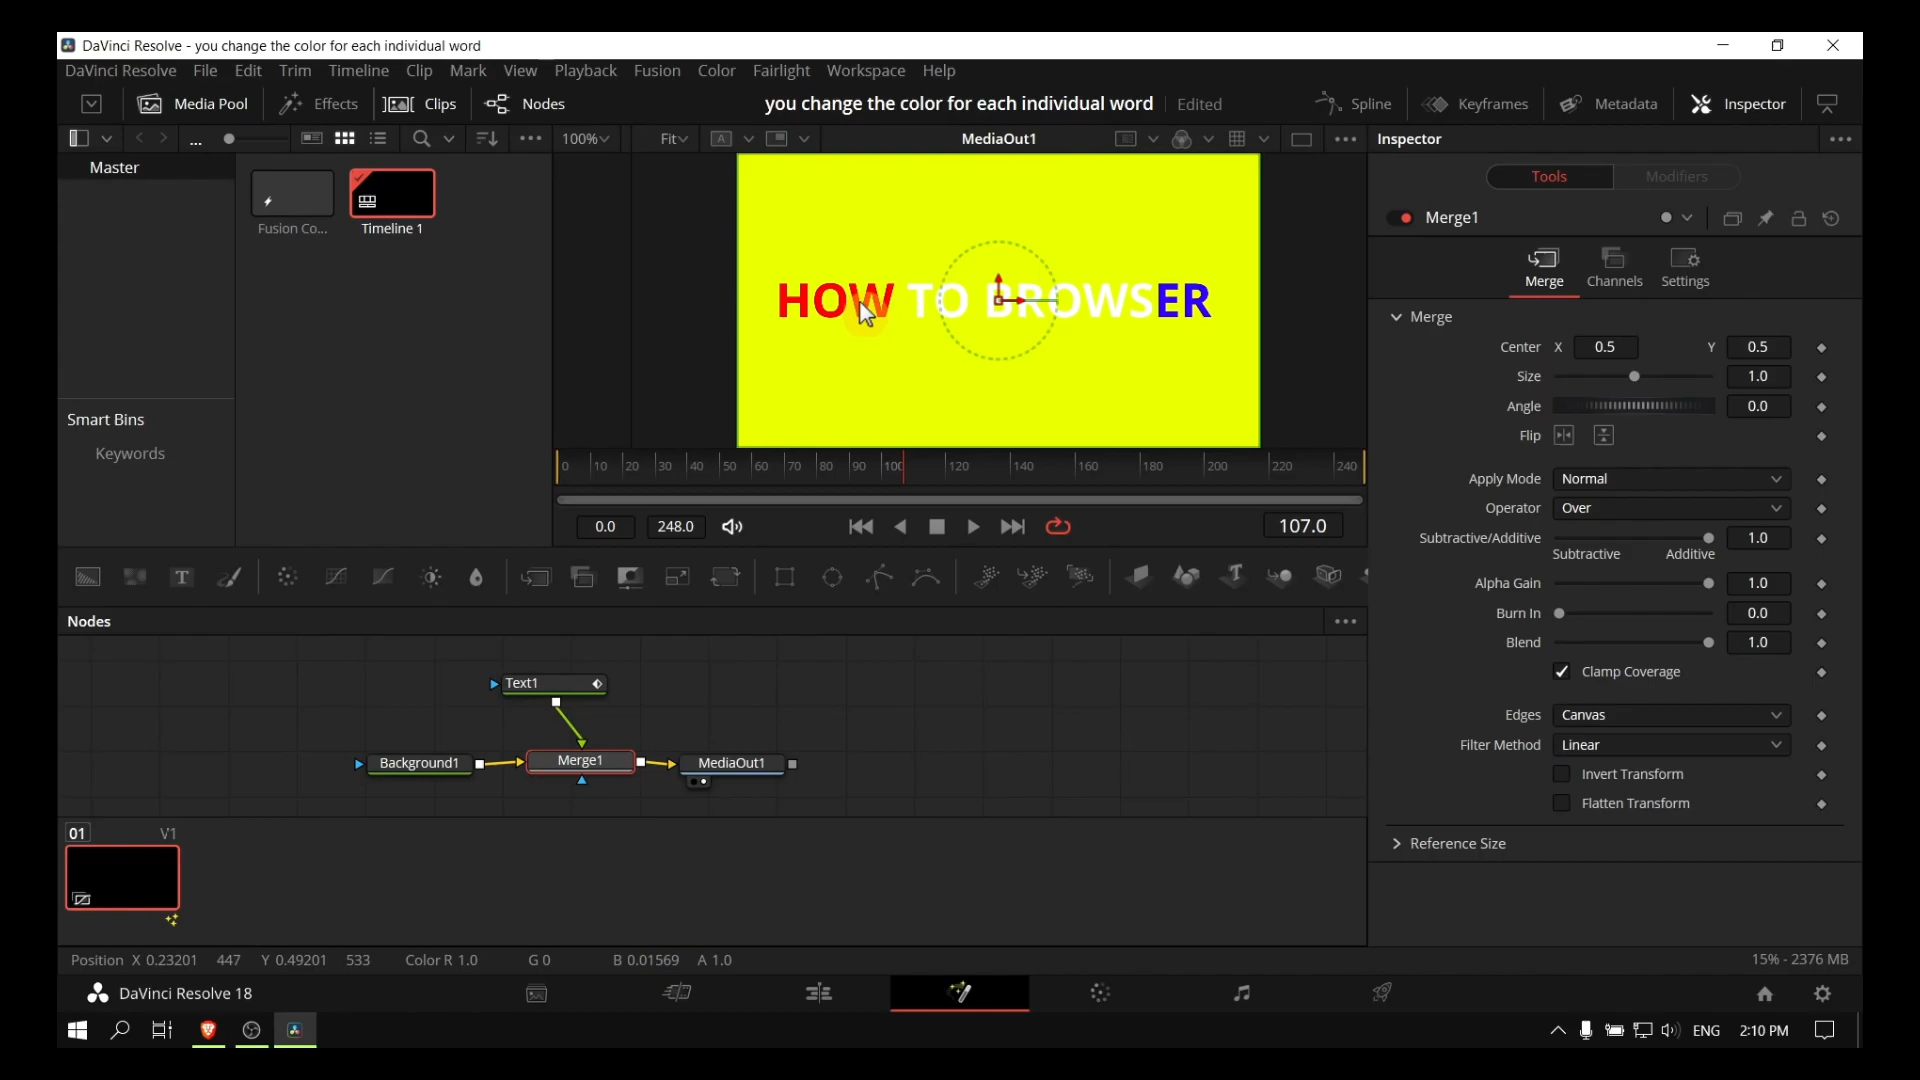 DaVinci Resolve - you change the color for each individual word
DaVinci Resolve File Edit Trim Timeline Clip Mark View Playback Fusion Color Fairlight Workspace Help
Media Pool Effects Clips Nodes you change the color for each individual word Edited Spline Keyframes Metadata Inspector
... 100% Fit A MediaOut1 Inspector
Master
Fusion Co... Timeline 1
Smart Bins
Keywords
HOW TO BROWSER
0 10 20 30 40 50 60 70 80 90 100 120 140 160 180 200 220 240
0.0 248.0 107.0
Tools Modifiers
Merge1
Merge Channels Settings
Merge
Center X 0.5 Y 0.5
Size 1.0
Angle 0.0
Flip
Apply Mode Normal
Operator Over
Subtractive/Additive 1.0
Subtractive Additive
Alpha Gain 1.0
Burn In 0.0
Blend 1.0
Clamp Coverage
Edges Canvas
Filter Method Linear
Invert Transform
Flatten Transform
Reference Size
T T
Nodes
Text1
Background1 Merge1 MediaOut1
01 V1
Position X 0.23201 447 Y 0.49201 533 Color R 1.0 G 0 B 0.01569 A 1.0 15% - 2376 MB
DaVinci Resolve 18
ENG 2:10 PM